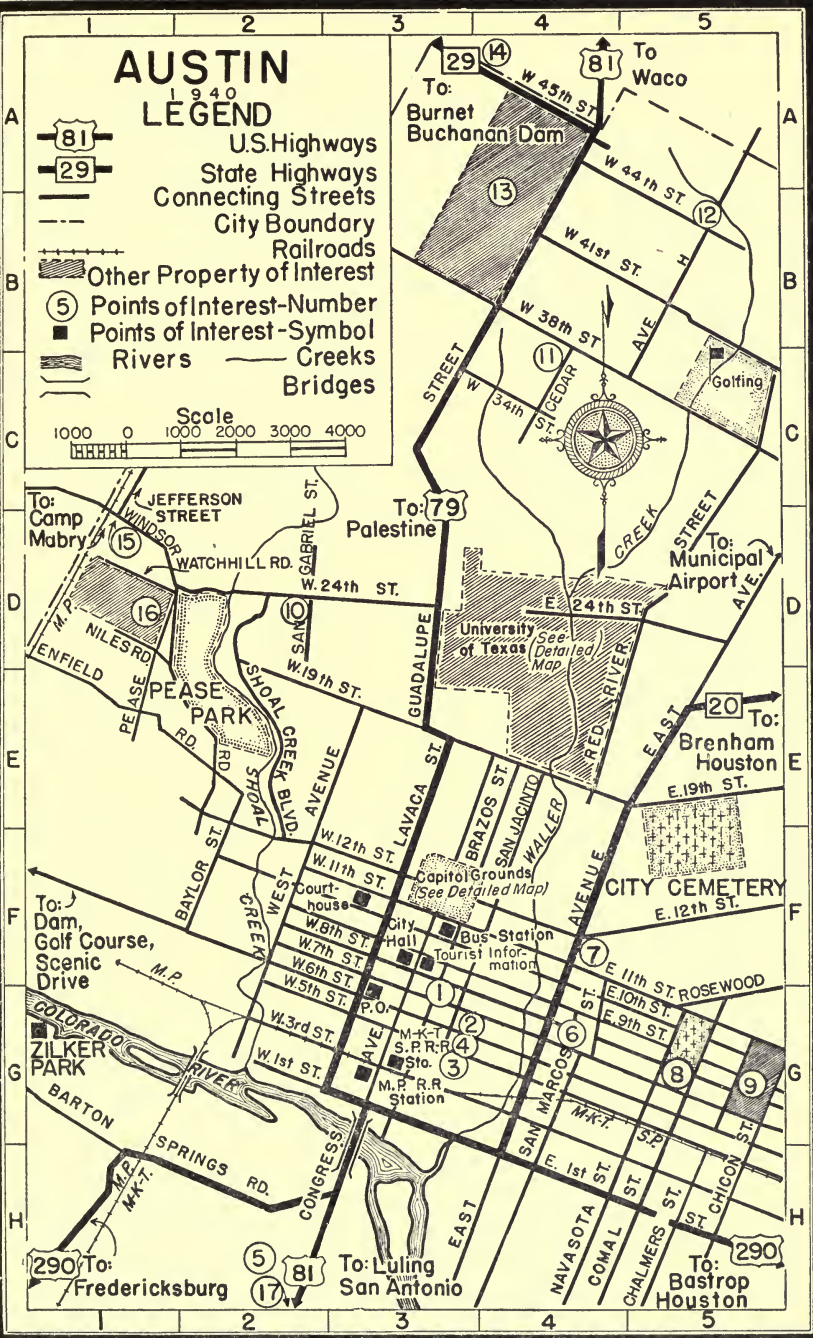 1 2 3 4 5
AUSTIN
1940
LEGEND
81 U.S. Highways
29 State Highways
Connecting Streets
City Boundary
Railroads
Other Property of Interest
5 Points of Interest-Number
Points of Interest-Symbol
Rivers Creeks
Bridges
Scale
1000 0 1000 2000 3000 4000
A
B
C
D
E
F
G
H
A
B
C
D
E
F
G
H
29 14
To:
Burnet
Buchanan Dam
W 45th ST.
81 To
Waco
13
W 44th ST.
12
W 41st ST.
AVE H
W 38th ST
11
CEDAR
W 34th ST.
Golfing
STREET
CREEK
STREET
To:
Camp
Mabry
JEFFERSON
STREET
WINDSOR
15
WATCHHILL RD.
16
M.P.
NILES RD.
ENFIELD
RD.
PEASE
RD
PEASE
PARK
SAN GABRIEL ST.
10
W. 24th ST.
To: 79
Palestine
GUADALUPE
W. 19th ST.
SHOAL CREEK BLVD.
University
of Texas
(See
Detailed
Map)
E. 24th ST.
RED RIVER
To:
Municipal
Airport
AVE.
EAST
20 To:
Brenham
Houston
E. 19th ST.
CITY CEMETERY
E. 12th ST.
SHOAL
CREEK
BAYLOR ST.
WEST
AVENUE
LAVACA ST.
BRAZOS ST.
SAN JACINTO
WALLER
AVENUE
W. 12th ST.
W. 11th ST.
Capitol Grounds
(See Detailed Map)
Court-
house
City
Hall
Bus Station
Tourist Infor-
mation
W. 8th ST.
W. 7th ST.
W. 6th ST.
W. 5th ST.
W. 3rd ST.
W. 1st ST.
P.O.
1
2
4
3
M-K-T
S.P. R-R
Sta.
M.P. R.R
Station
AVE
CONGRESS
7
E 11th ST.
ROSEWOOD
E. 10th ST.
E. 9th ST.
6
8
9
SAN MARCOS
ST.
M-K-T.
S.P.
To:
Dam,
Golf Course,
Scenic
Drive
M.P.
COLORADO
RIVER
ZILKER
PARK
BARTON
SPRINGS
RD.
M.P.
M-K-T.
E. 1st ST.
EAST
NAVASOTA
ST.
COMAL
ST.
CHALMERS
ST.
CHICON ST.
290 To:
Fredericksburg
5
17
81 To: Luling
San Antonio
To:
Bastrop
Houston
290
1 2 3 4 5